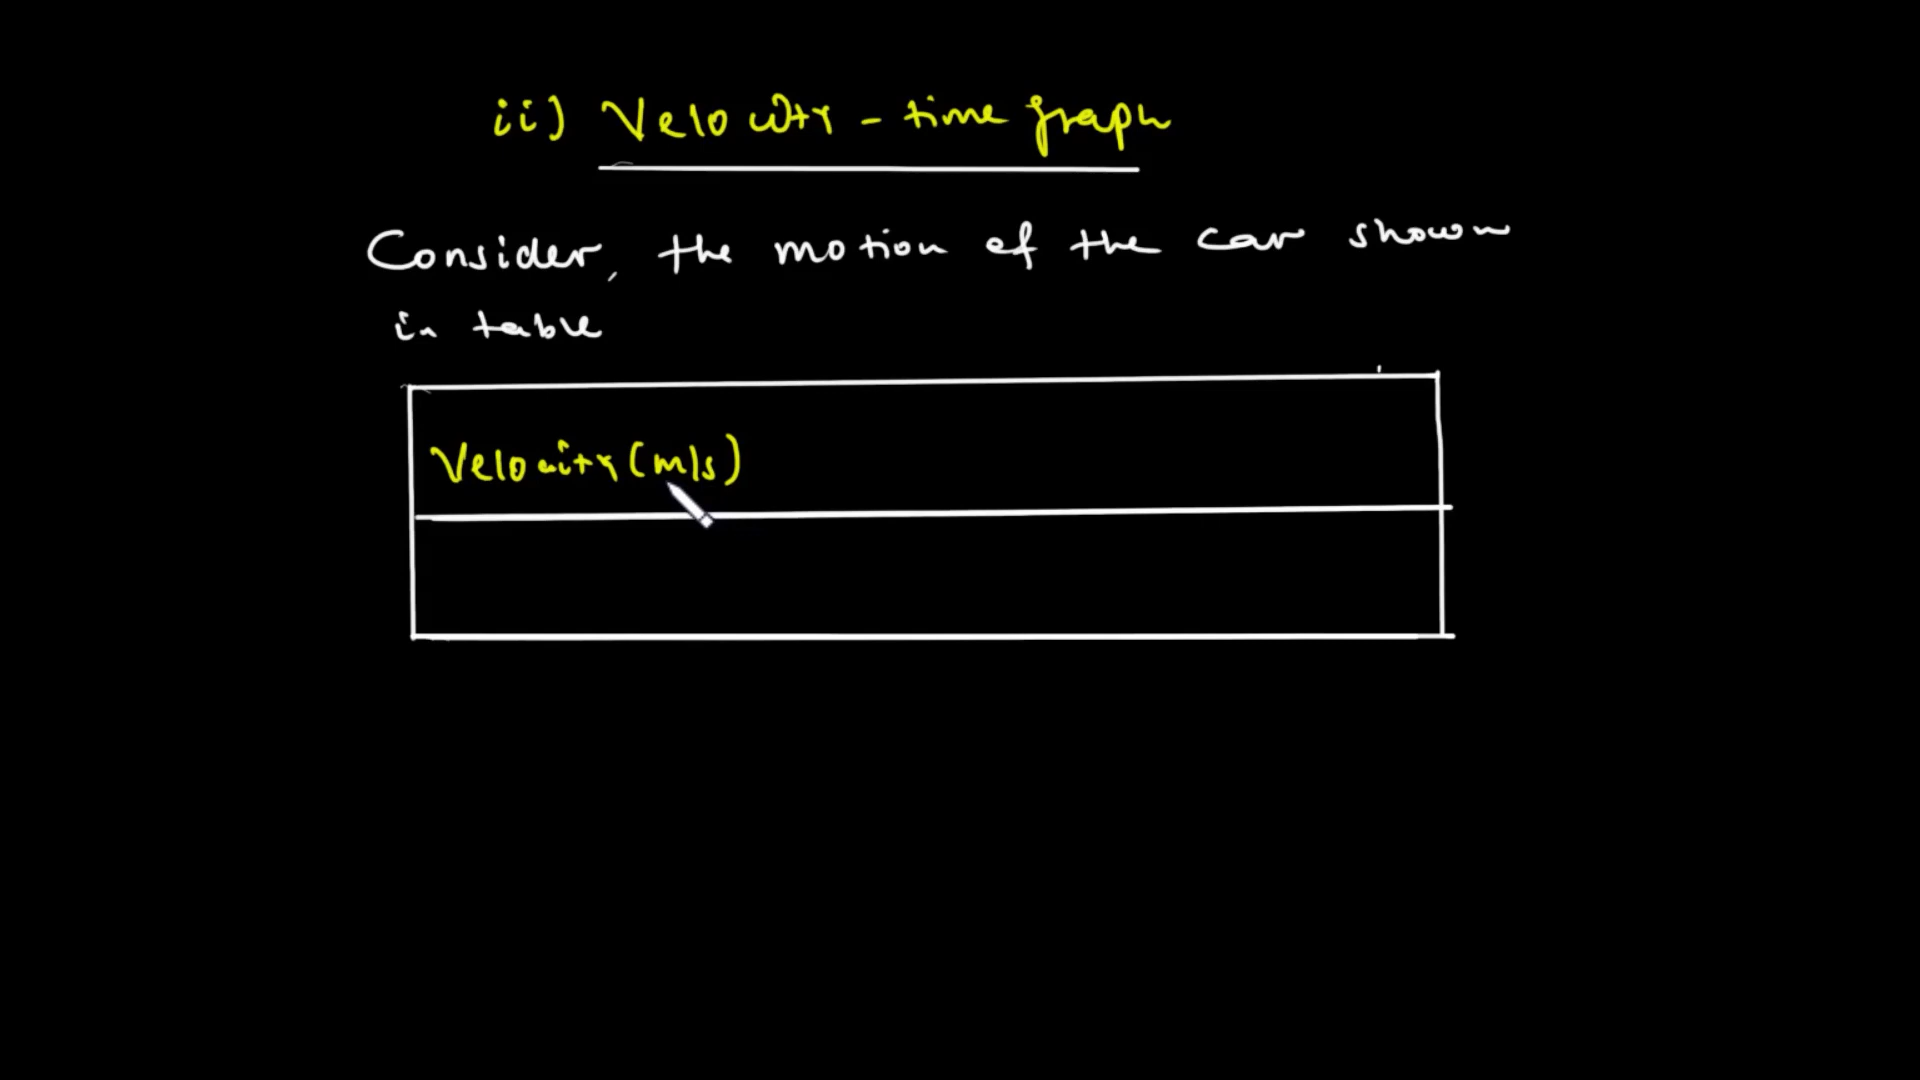 ii) Velocity - time graph
Consider, the motion of the car shown
in table
Velocity (m/s)